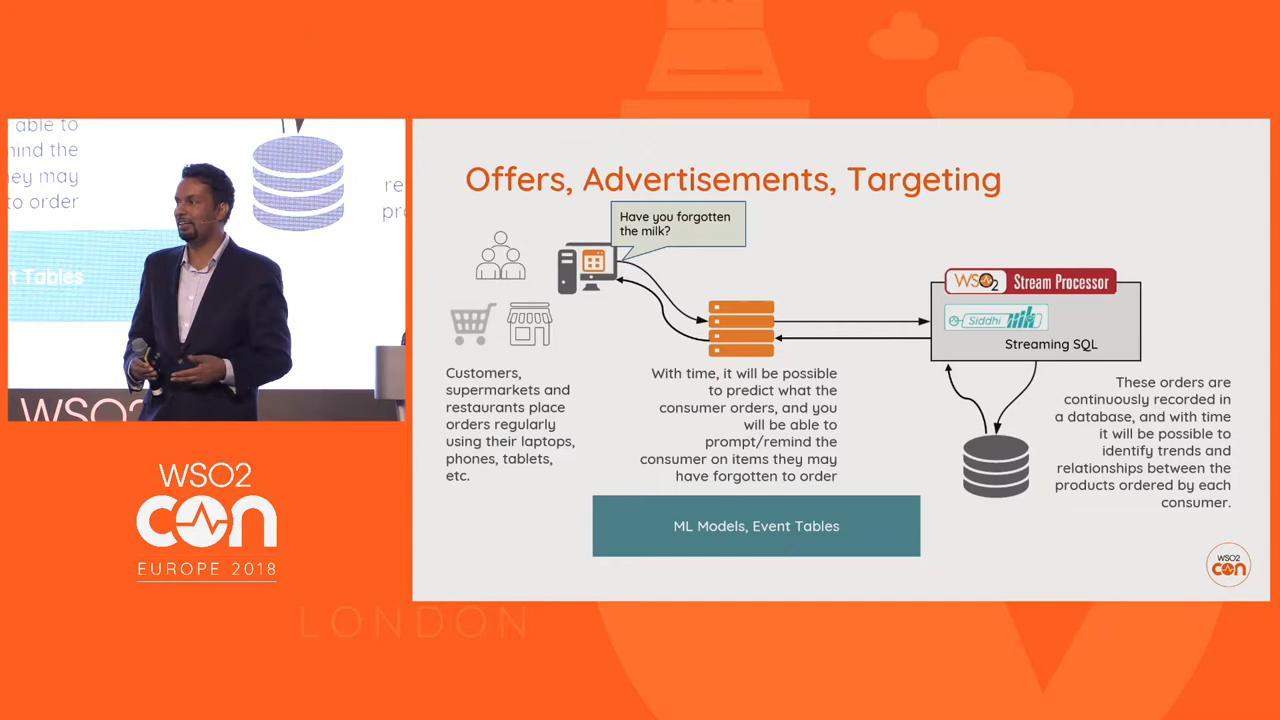 able to
mind the
ey may
to order
re
pr
t Tables
WSO2
WSO2
con
EUROPE 2018
LONDON
Offers, Advertisements, Targeting
Have you forgotten
the milk?
WSO2 Stream Processor
Siddhi
Streaming SQL
Customers,
supermarkets and
restaurants place
orders regularly
using their laptops,
phones, tablets,
etc.
With time, it will be possible
to predict what the
consumer orders, and you
will be able to
prompt/remind the
consumer on items they may
have forgotten to order
These orders are
continuously recorded in
a database, and with time
it will be possible to
identify trends and
relationships between the
products ordered by each
consumer.
ML Models, Event Tables
WSO2
con